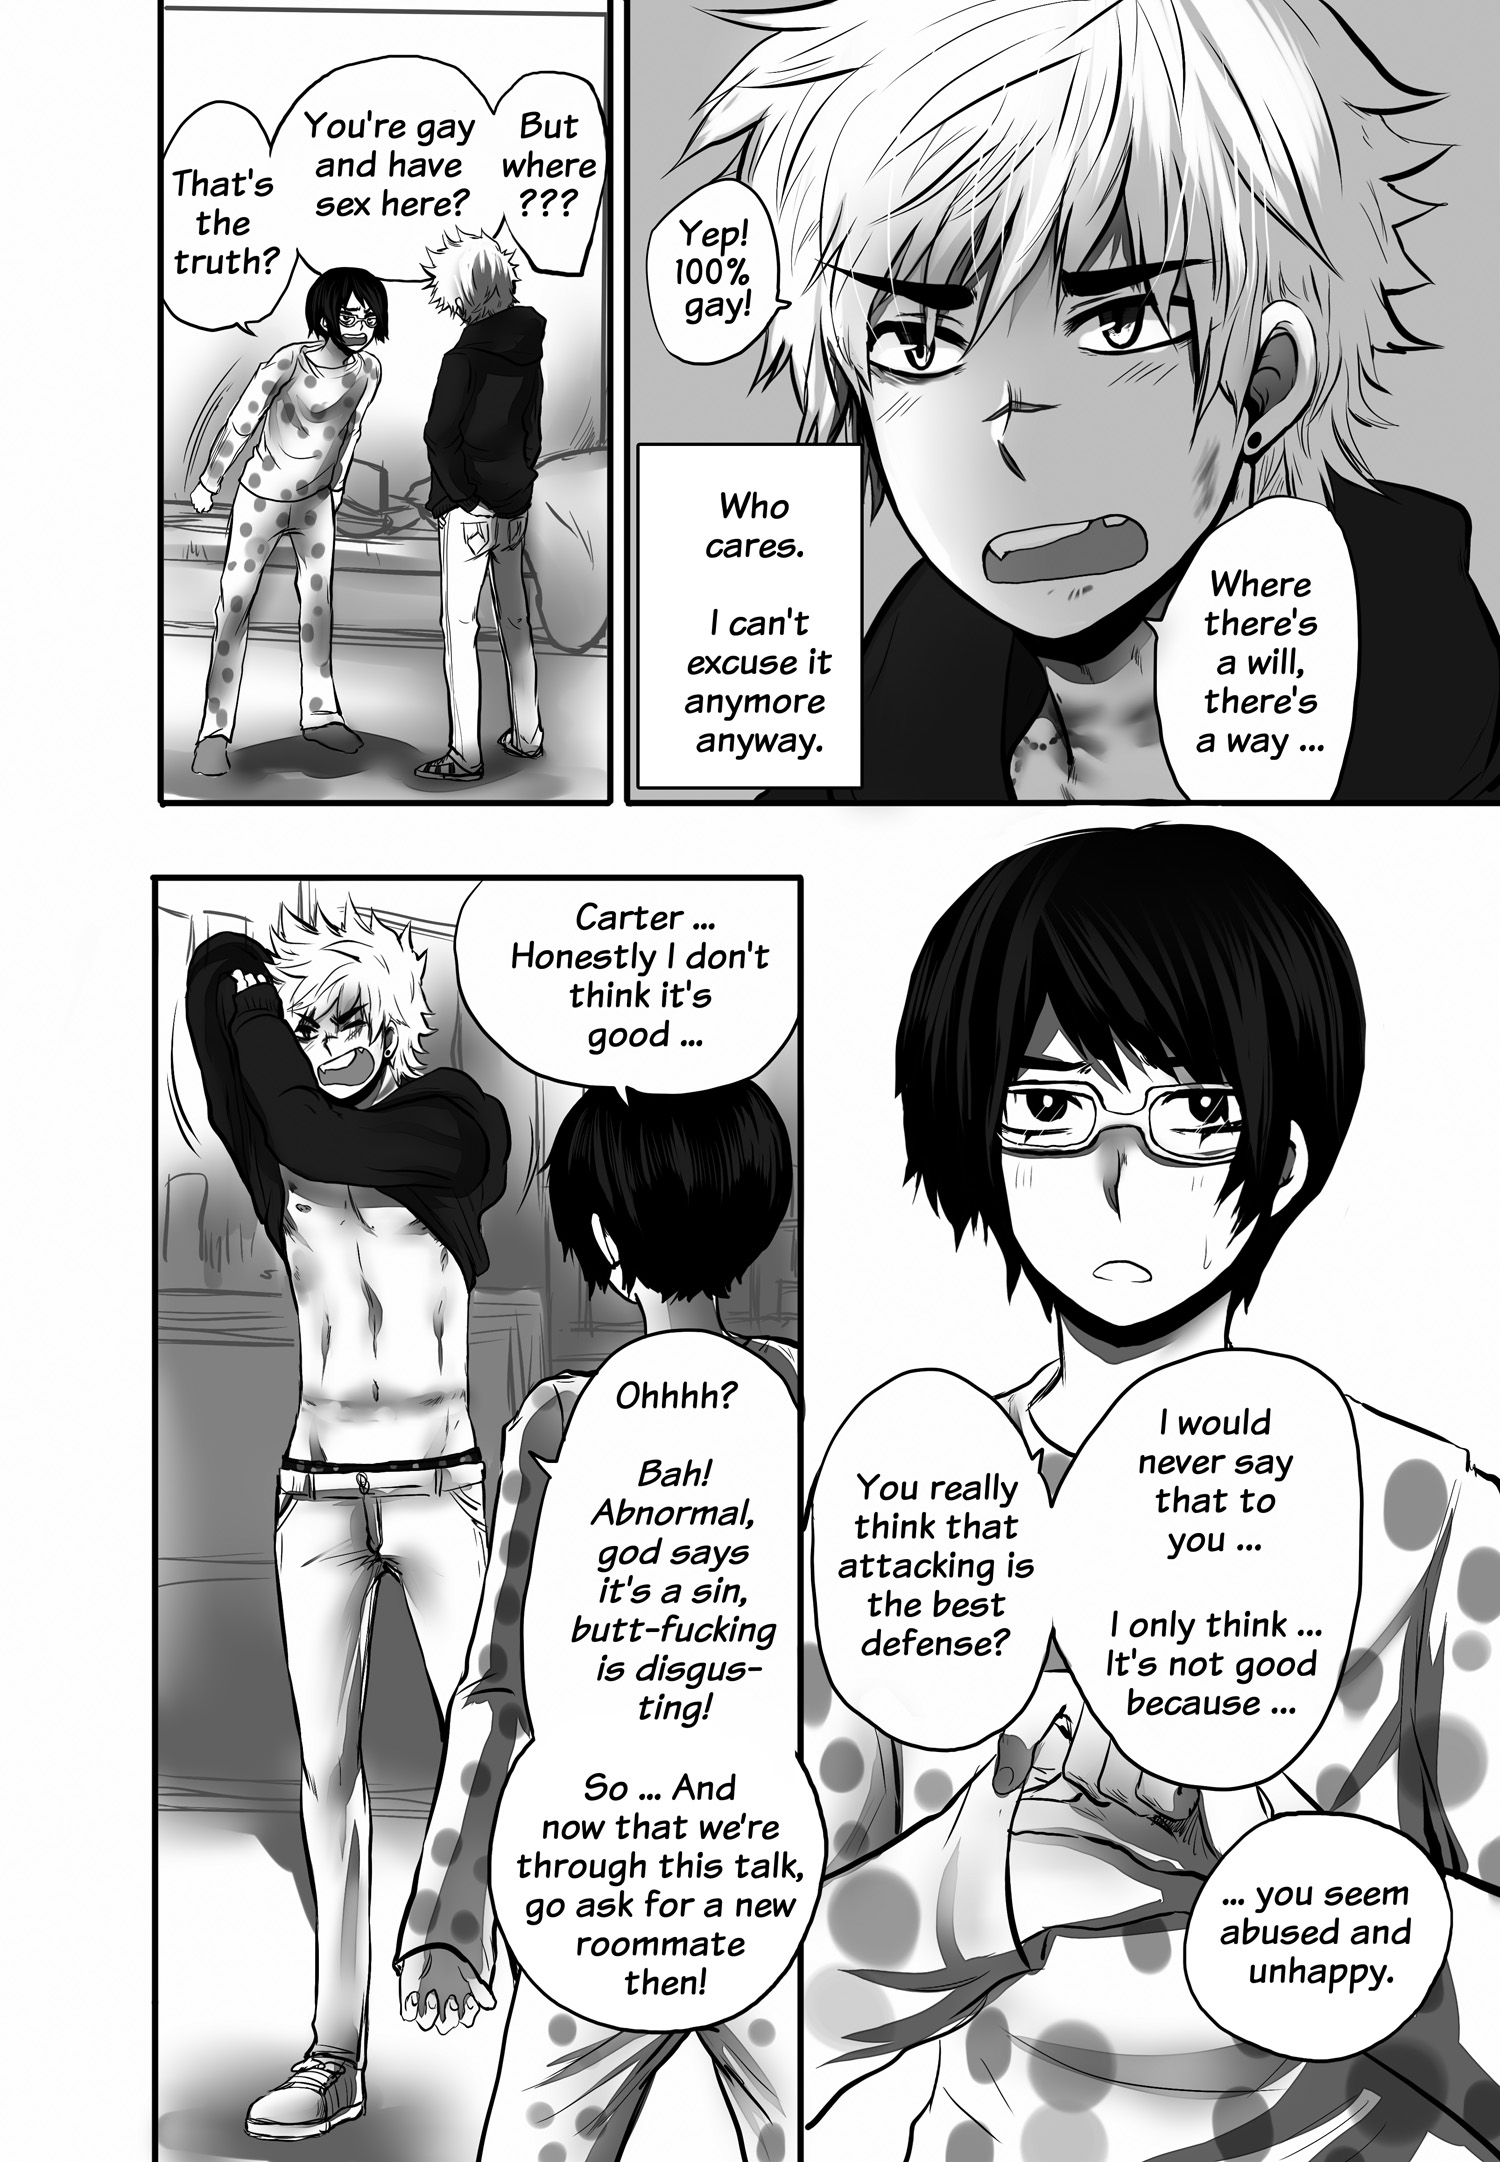 That's
the
truth?
You're gay
and have
sex here?
But
where
???
Yep!
100%
gay!
Who
cares.
I can't
excuse it
anymore
anyway.
Where
there's
a will,
there's
a way ...
Carter ...
Honestly I don't
think it's
good ...
Ohhhh?
Bah!
Abnormal,
god says
it's a sin,
butt-fucking
is disgus-
ting!
So ... And
now that we're
through this talk,
go ask for a new
roommate
then!
You really
think that
attacking is
the best
defense?
I would
never say
that to
you ...
I only think ...
It's not good
because ...
... you seem
abused and
unhappy.